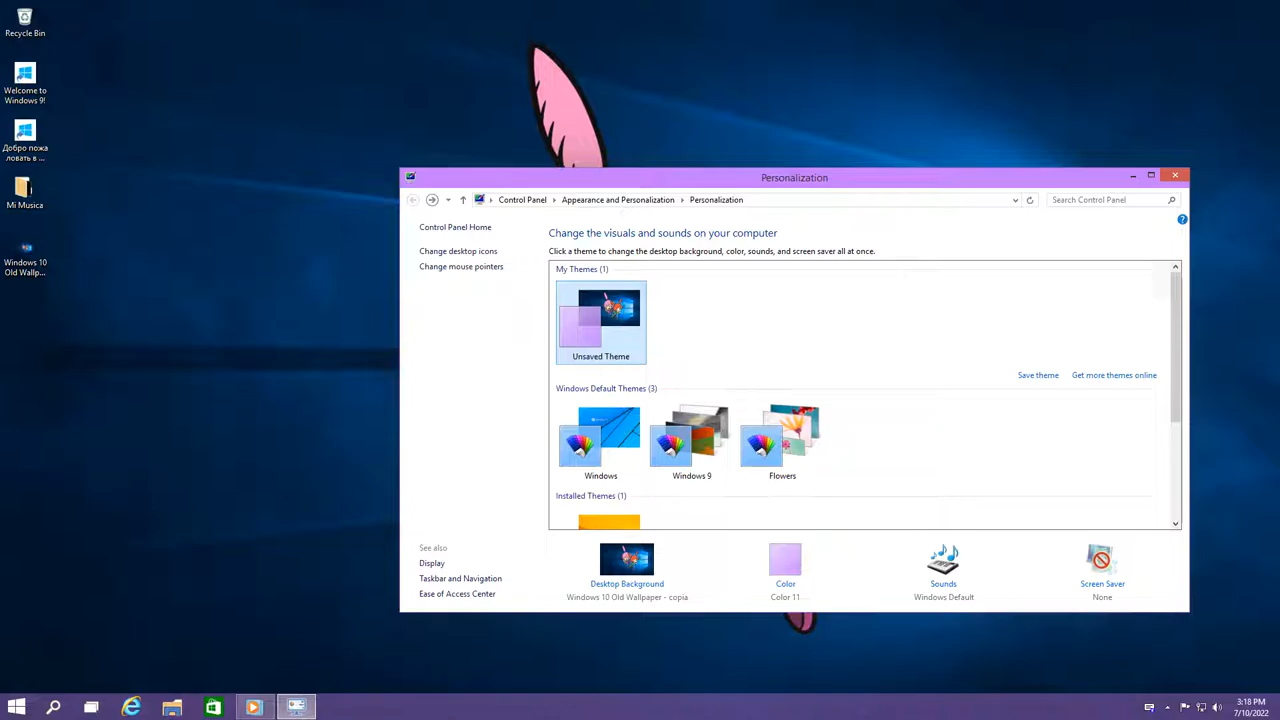 Recycle Bin
Welcome to
Windows 9!
Добро пожа
ловать в ...
Mi Musica
Windows 10
Old Wallp...
Personalization
Control Panel
Appearance and Personalization
Personalization
Search Control Panel
Control Panel Home
Change desktop icons
Change mouse pointers
Change the visuals and sounds on your computer
Click a theme to change the desktop background, color, sounds, and screen saver all at once.
My Themes (1)
Unsaved Theme
Save theme
Get more themes online
Windows Default Themes (3)
Windows
Windows 9
Flowers
Installed Themes (1)
See also
Display
Taskbar and Navigation
Ease of Access Center
Desktop Background
Windows 10 Old Wallpaper - copia
Color
Color 11
Sounds
Windows Default
Screen Saver
None
3:18 PM
7/10/2022